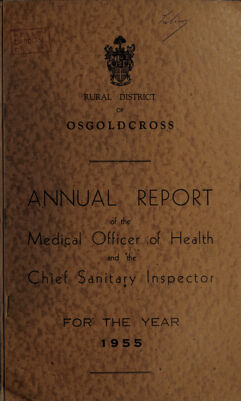 RURAL DISTRICT
OF
OSGOLDCROSS
ANNUAL REPORT
of the
Medical Officer of Health
and the
Chief Sanitary Inspector
FOR THE YEAR
1955